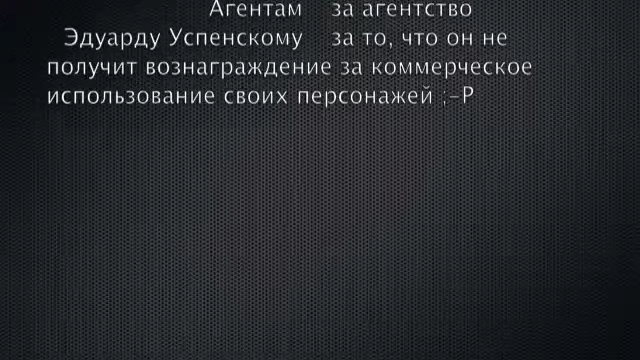 Агентам за агентство
Эдуарду Успенскому за то, что он не
получит вознаграждение за коммерческое
использование своих персонажей ;-P